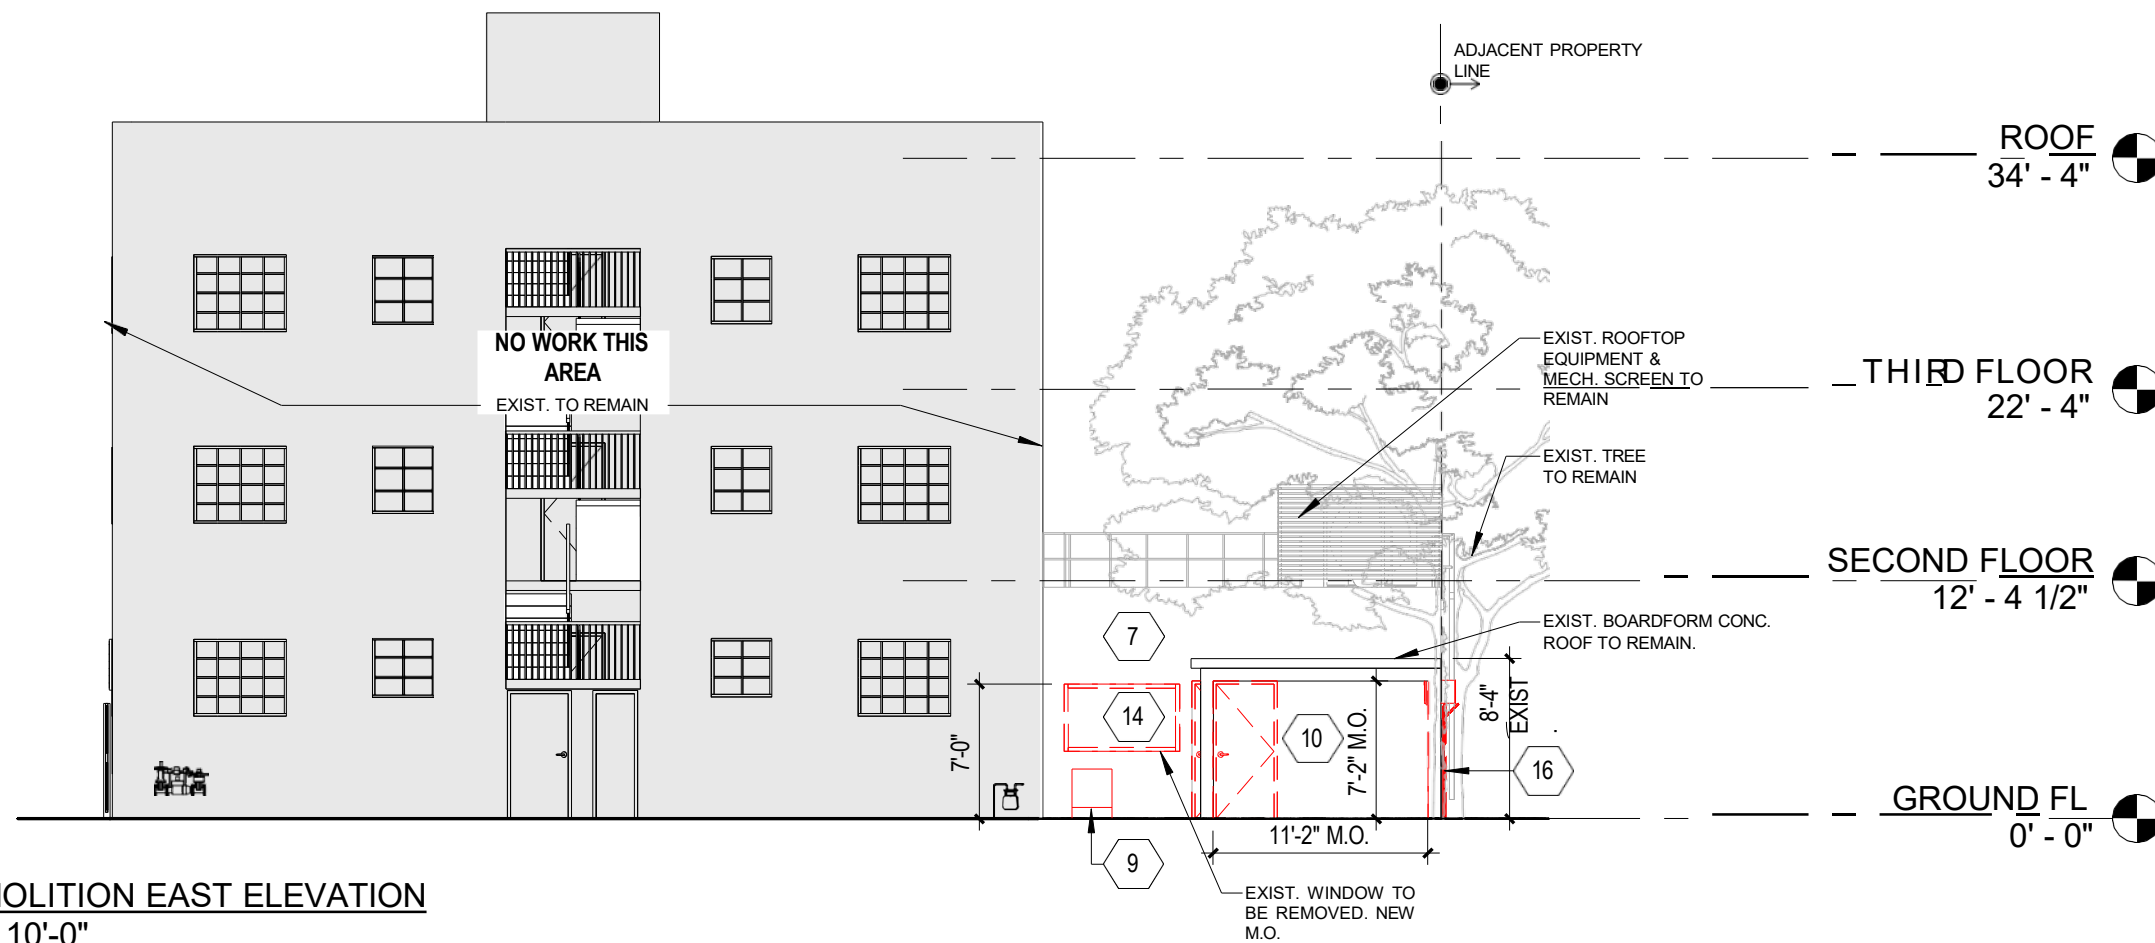 ADJACENT PROPERTY
LINE
ROOF
34' - 4"
NO WORK THIS
AREA
EXIST. TO REMAIN
EXIST. ROOFTOP
EQUIPMENT &
MECH. SCREEN TO
REMAIN
THIRD FLOOR
22' - 4"
EXIST. TREE
TO REMAIN
SECOND FLOOR
12' - 4 1/2"
EXIST. BOARDFORM CONC.
ROOF TO REMAIN.
7
14
10
16
9
7'-0"
7'-2" M.O.
8'-4"
EXIST
11'-2" M.O.
GROUND FL
0' - 0"
EXIST. WINDOW TO
BE REMOVED. NEW
M.O.
OLITION EAST ELEVATION
10'-0"